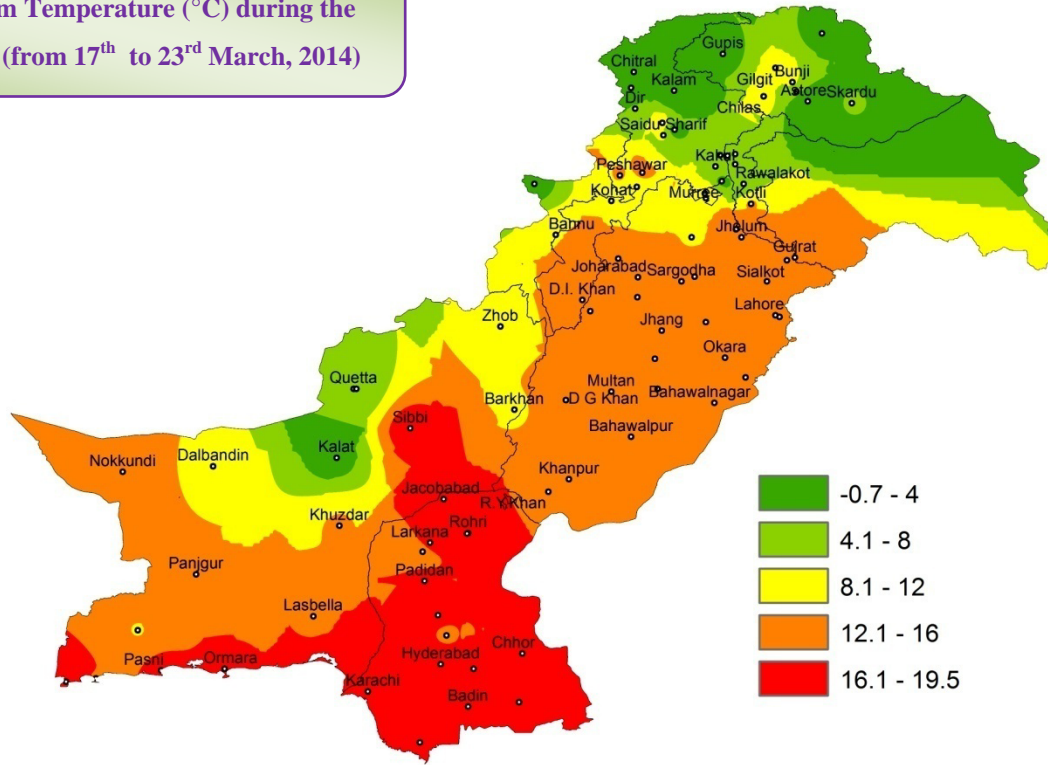 Temperature (°C) during the
(from 17th to 23rd March, 2014)
Gupis
Chitral
Kalam
Gilgit
Bunji
Dir
Chilas
Astore
Skardu
Saidu Sharif
Peshawar
Rawalakot
Kohat
Murree
Kotli
Bannu
Jhelum
Gujrat
Joharabad
Sargodha
Sialkot
D.I. Khan
Lahore
Zhob
Jhang
Okara
Quetta
Multan
Barkhan
D G Khan
Bahawalnagar
Sibbi
Bahawalpur
Kalat
Nokkundi
Dalbandin
Khanpur
Jacobabad
R.Y.Khan
-0.7 - 4
Khuzdar
Rohri
Larkana
4.1 - 8
Panjgur
Padidan
8.1 - 12
Lasbella
12.1 - 16
Pasni
Ormara
Hyderabad
Chhor
Karachi
16.1 - 19.5
Badin